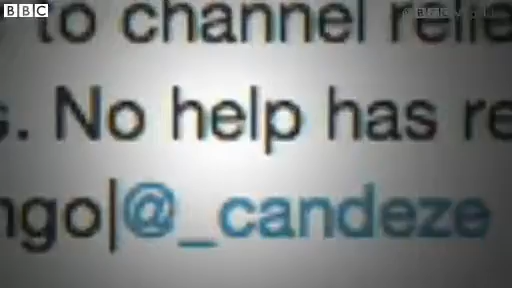 BBC
to channel relie
s. No help has re
ngo|@_candeze